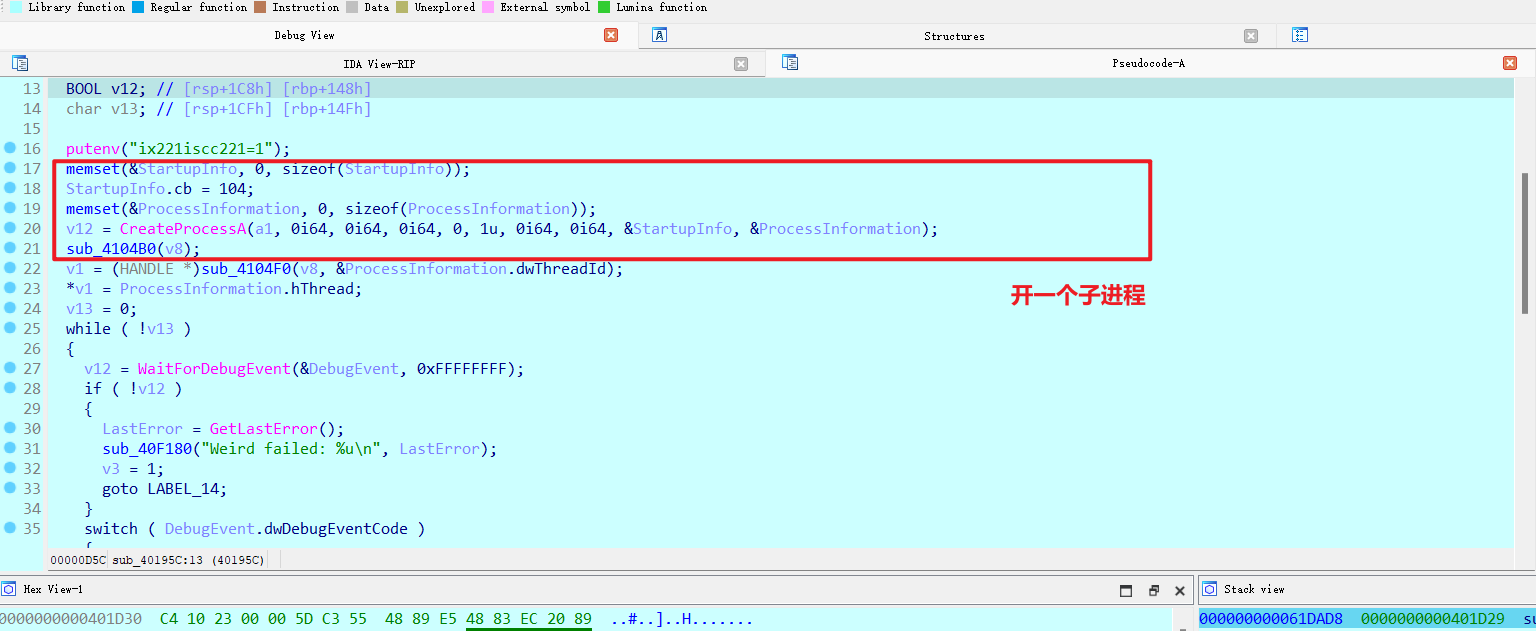 Library function Regular function Instruction Data Unexplored External symbol Lumina function
Debug View Structures
IDA View-RIP Pseudocode-A
13 BOOL v12; // [rsp+1C8h] [rbp+148h]
14 char v13; // [rsp+1CFh] [rbp+14Fh]
15
16 putenv("ix221iscc221=1");
17 memset(&StartupInfo, 0, sizeof(StartupInfo));
18 StartupInfo.cb = 104;
19 memset(&ProcessInformation, 0, sizeof(ProcessInformation));
20 v12 = CreateProcessA(a1, 0i64, 0i64, 0i64, 0, 1u, 0i64, 0i64, &StartupInfo, &ProcessInformation);
21 sub_4104B0(v8);
22 v1 = (HANDLE *)sub_4104F0(v8, &ProcessInformation.dwThreadId);
23 *v1 = ProcessInformation.hThread;
开一个子进程
24 v13 = 0;
25 while ( !v13 )
26 {
27 v12 = WaitForDebugEvent(&DebugEvent, 0xFFFFFFFF);
28 if ( !v12 )
29 {
30 LastError = GetLastError();
31 sub_40F180("Weird failed: %u\n", LastError);
32 v3 = 1;
33 goto LABEL_14;
34 }
35 switch ( DebugEvent.dwDebugEventCode )
00000D5C sub_40195C:13 (40195C)
Hex View-1 Stack view
0000000000401D30 C4 10 23 00 00 5D C3 55 48 89 E5 48 83 EC 20 89 ..#..]..H.......
000000000061DAD8 0000000000401D29 su